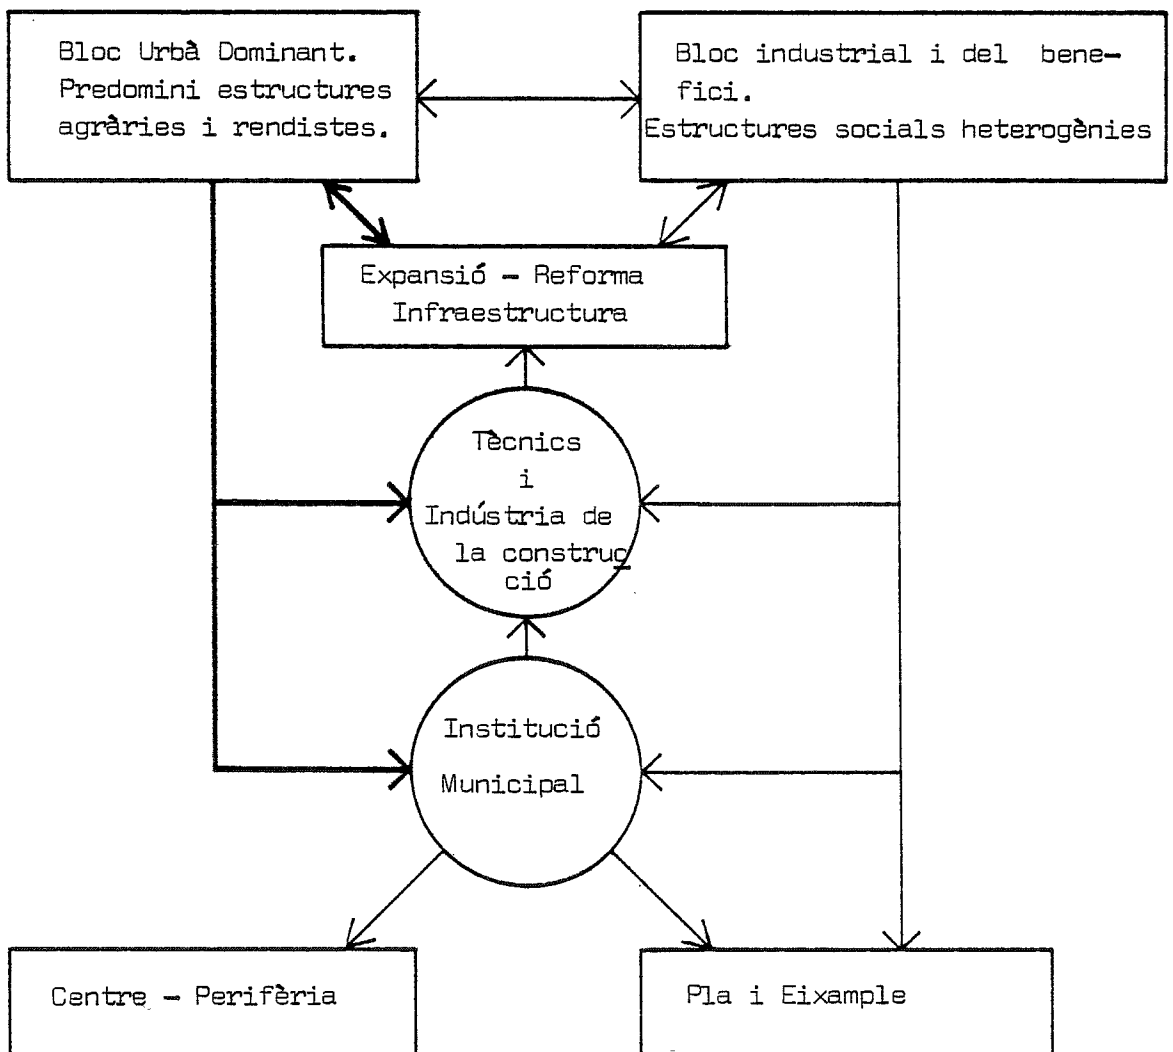 Bloc Urbà Dominant.
Predomini estructures
agràries i rendistes.
Bloc industrial i del bene-
fici.
Estructures socials heterogènies
Expansió - Reforma
Infraestructura
Tècnics
i
Indústria de
la construc
ció
Institució
Municipal
Centre - Perifèria
Pla i Eixample